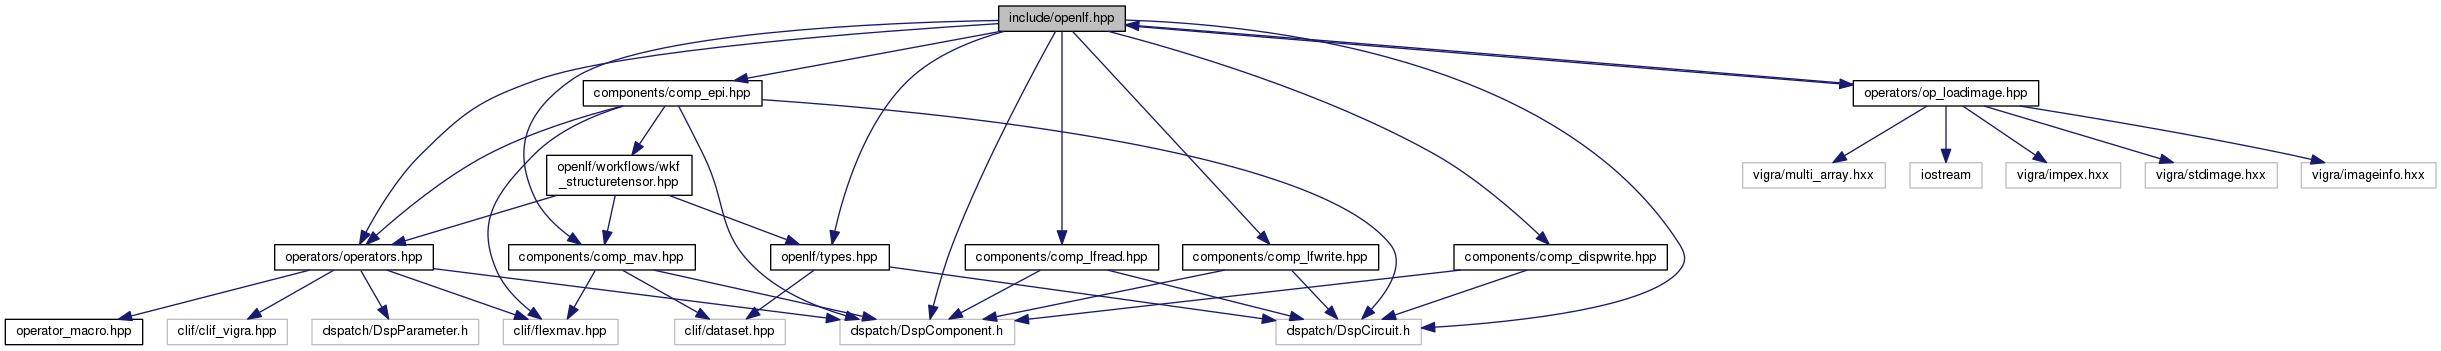 include/openlf.hpp
components/comp_epi.hpp
operators/op_loadimage.hpp
openlf/workflows/wkf
_structuretensor.hpp
vigra/multi_array.hxx
iostream
vigra/impex.hxx
vigra/stdimage.hxx
vigra/imageinfo.hxx
operators/operators.hpp
components/comp_mav.hpp
openlf/types.hpp
components/comp_lfread.hpp
components/comp_lfwrite.hpp
components/comp_dispwrite.hpp
operator_macro.hpp
clif/clif_vigra.hpp
dispatch/DspParameter.h
clif/flexmav.hpp
clif/dataset.hpp
dspatch/DspComponent.h
dspatch/DspCircuit.h